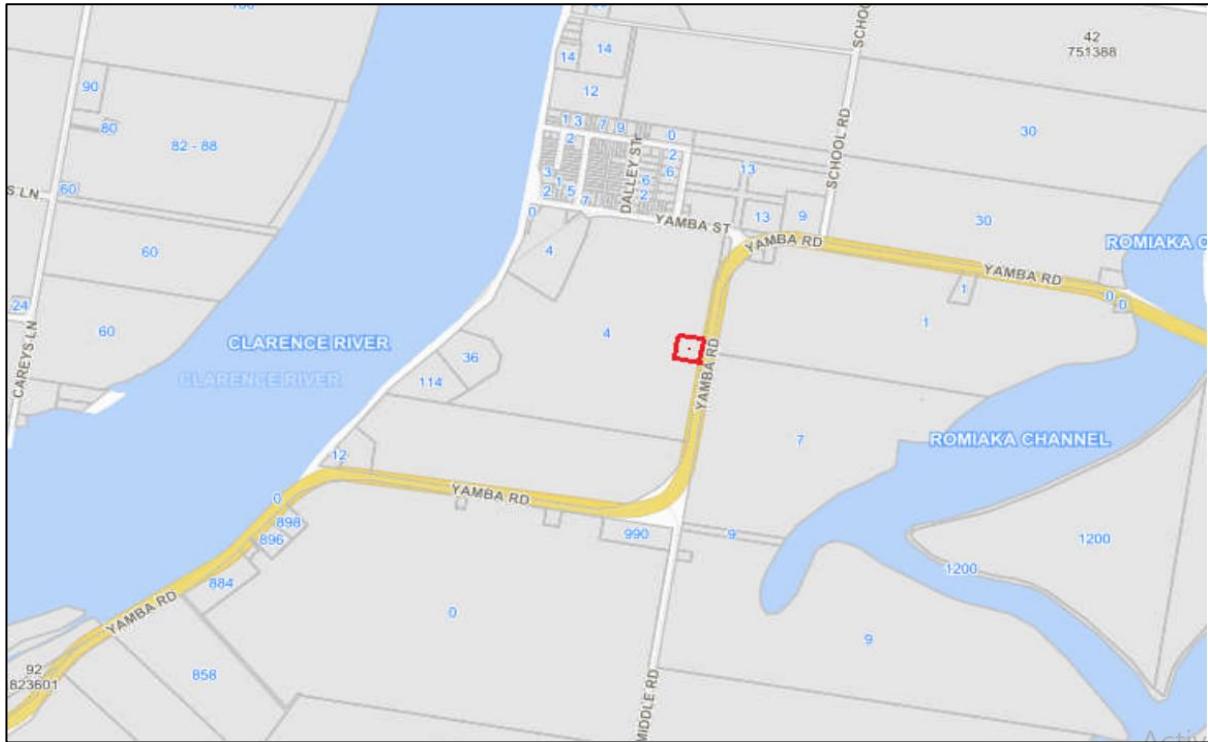 SCHOOL RD
42
751388
14
14
90
12
80
1 3 7 9 0
30
82 - 88
2
2
DALLEY ST
SCHOOL RD
13
3
1
6
6
S LN
60
2
5
7
2
0
YAMBA ST
13
9
30
YAMBA RD
ROMIAKA C
60
4
YAMBA RD
1
0
0
24
CAREYS LN
60
CLARENCE RIVER
4
1
36
CLARENCE RIVER
114
YAMBA RD
7
ROMIAKA CHANNEL
12
0
YAMBA RD
898
896
990
9
1200
884
1200
YAMBA RD
0
9
92
823601
858
MIDDLE RD
Activ